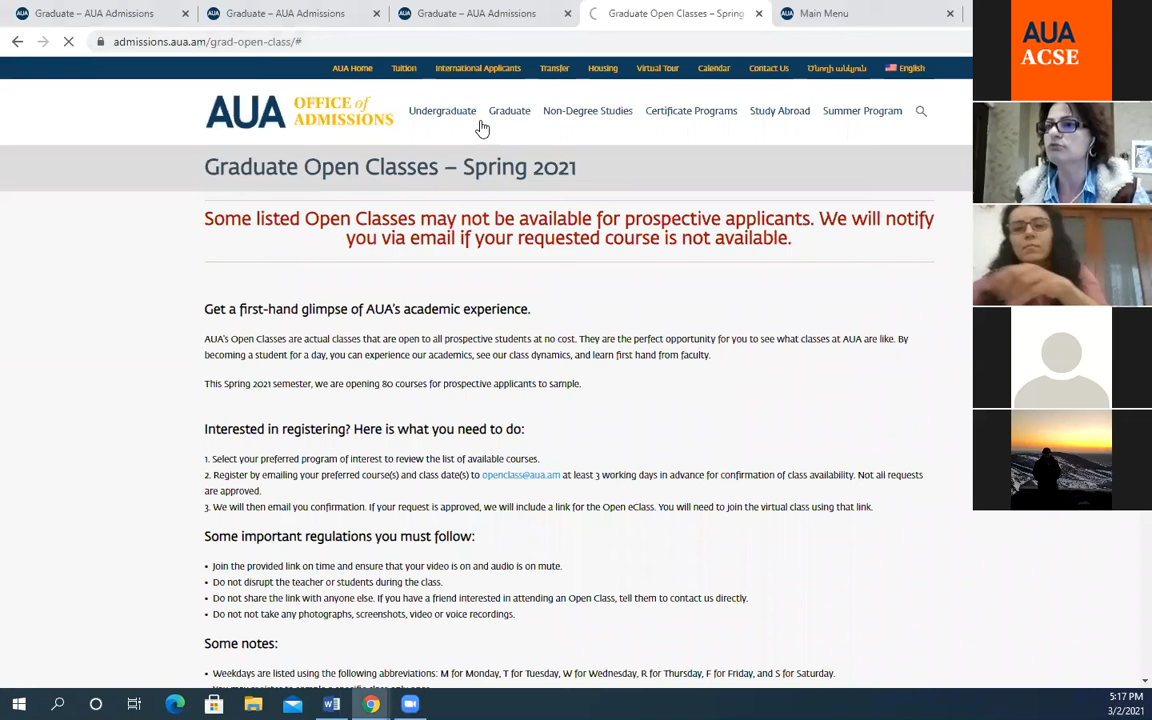 Graduate – AUA Admissions
Graduate – AUA Admissions
Graduate – AUA Admissions
Graduate Open Classes – Spring
Main Menu
admissions.aua.am/grad-open-class/#
AUA Home Tuition International Applicants Transfer Housing Virtual Tour Calendar Contact Us Ծնողի անկյուն English
AUA OFFICE of ADMISSIONS
Undergraduate Graduate Non-Degree Studies Certificate Programs Study Abroad Summer Program
Graduate Open Classes – Spring 2021
Some listed Open Classes may not be available for prospective applicants. We will notify
you via email if your requested course is not available.
Get a first-hand glimpse of AUA's academic experience.
AUA's Open Classes are actual classes that are open to all prospective students at no cost. They are the perfect opportunity for you to see what classes at AUA are like. By
becoming a student for a day, you can experience our academics, see our class dynamics, and learn first hand from faculty.
This Spring 2021 semester, we are opening 80 courses for prospective applicants to sample.
Interested in registering? Here is what you need to do:
1. Select your preferred program of interest to review the list of available courses.
2. Register by emailing your preferred course(s) and class date(s) to openclass@aua.am at least 3 working days in advance for confirmation of class availability. Not all requests
are approved.
3. We will then email you confirmation. If your request is approved, we will include a link for the Open eClass. You will need to join the virtual class using that link.
Some important regulations you must follow:
• Join the provided link on time and ensure that your video is on and audio is on mute.
• Do not disrupt the teacher or students during the class.
• Do not share the link with anyone else. If you have a friend interested in attending an Open Class, tell them to contact us directly.
• Do not not take any photographs, screenshots, video or voice recordings.
Some notes:
• Weekdays are listed using the following abbreviations: M for Monday, T for Tuesday, W for Wednesday, R for Thursday, F for Friday, and S for Saturday.
AUA
ACSE
5:17 PM
3/2/2021